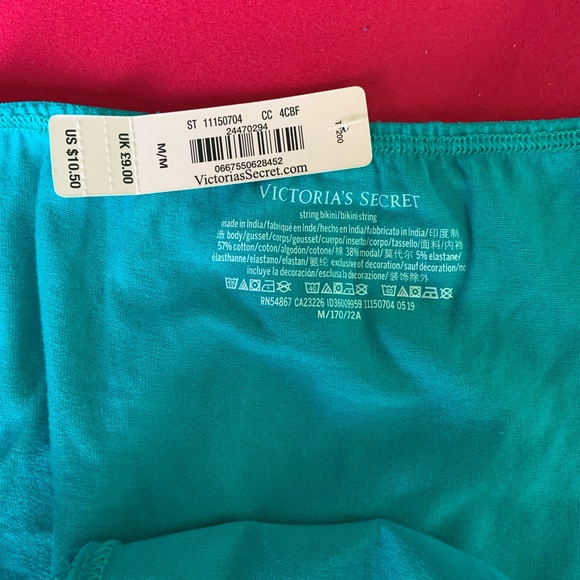 ST 11150704 CC 4CBF
24470294
0667550628452
VictoriasSecret.com
M/M
UK £9.00
US $10.50
VICTORIA'S SECRET
string bikini/bikini string
made in India/fabriqué en Inde/hecho en India/fabbricato in India/印度制
造 body/gusset/corps/gousset/cuerpo/inserto/corpo/tassello/面料/内裆
57% cotton/coton/algodón/cotone/棉 38% modal/莫代尔 5% elastane/
élasthanne/elastano/elastan/氨纶 exclusive of decoration/sauf décoration/no
incluye la decoración/esclusa la decorazione/装饰除外
RN54867 CA23226 ID3600959 11150704 05 19
M/170/72A